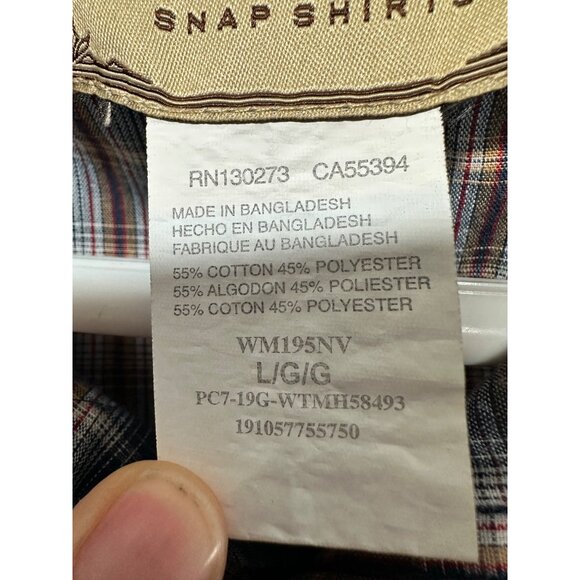 SNAP SHIRTS
RN130273 CA55394
MADE IN BANGLADESH
HECHO EN BANGLADESH
FABRIQUE AU BANGLADESH
55% COTTON 45% POLYESTER
55% ALGODON 45% POLIESTER
55% COTON 45% POLYESTER
WM195NV
L/G/G
PC7-19G-WTMH58493
191057755750